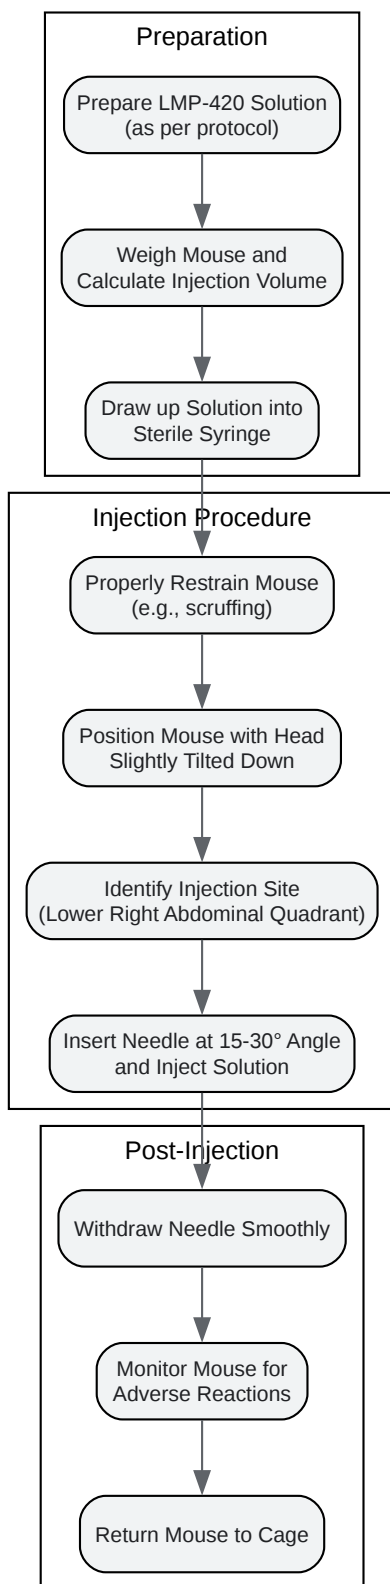 Preparation
Prepare LMP-420 Solution
(as per protocol)
Weigh Mouse and
Calculate Injection Volume
Draw up Solution into
Sterile Syringe
Injection Procedure
Properly Restrain Mouse
(e.g., scruffing)
Position Mouse with Head
Slightly Tilted Down
Identify Injection Site
(Lower Right Abdominal Quadrant)
Insert Needle at 15-30° Angle
and Inject Solution
Post-Injection
Withdraw Needle Smoothly
Monitor Mouse for
Adverse Reactions
Return Mouse to Cage